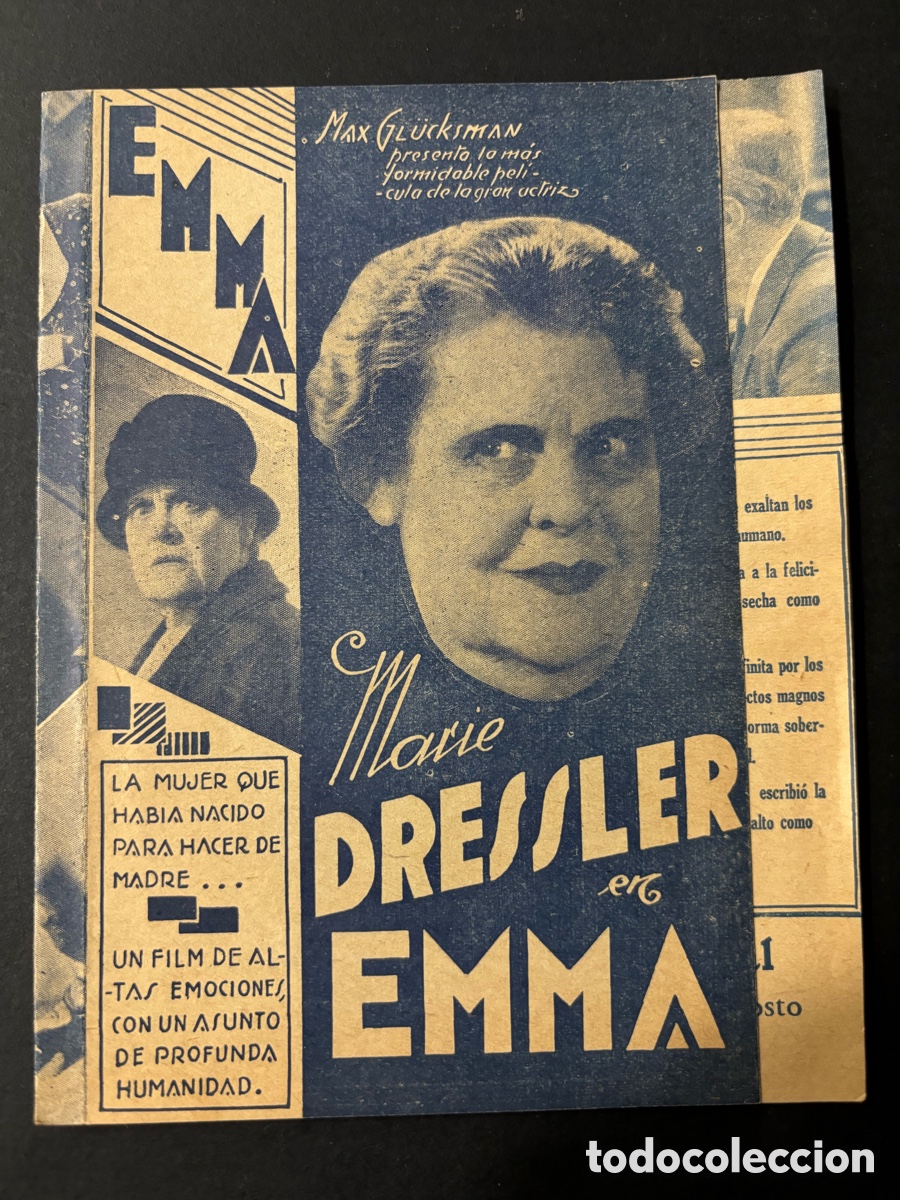 EMMA
MAX GLÜCKSMAN
presenta la más
formidable pelí-
-cula de la gran actriz
Marie
DRESSLER
en
EMMA
LA MUJER QUE
HABIA NACIDO
PARA HACER DE
MADRE...
UN FILM DE AL-
-TAS EMOCIONES,
CON UN ASUNTO
DE PROFUNDA
HUMANIDAD.
exaltan los
umano.
a a la felici-
secha como
finita por los
ectos magnos
orma sober-
l.
escribió la
alto como
al
osto
todocoleccion